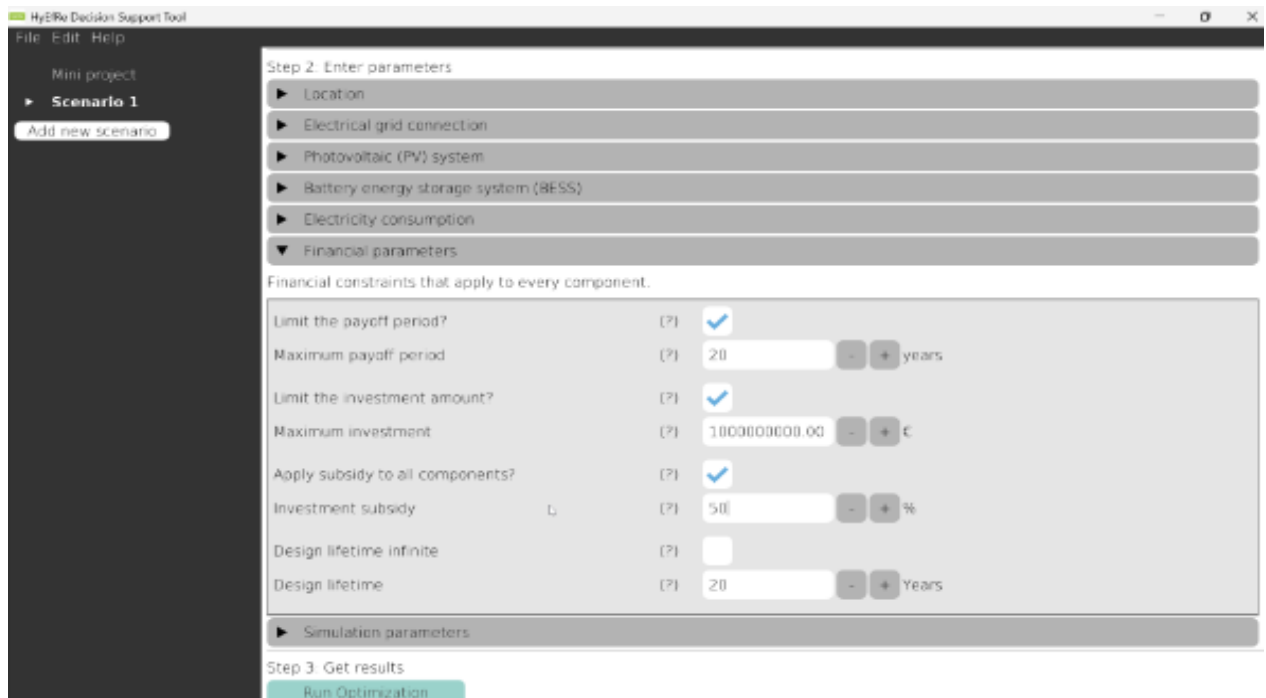 HyEfRe Decision Support Tool
File Edit Help
Mini project
Scenario 1
Add new scenario
Step 2: Enter parameters
Location
Electrical grid connection
Photovoltaic (PV) system
Battery energy storage system (BESS)
Electricity consumption
Financial parameters
Financial constraints that apply to every component.
Limit the payoff period? (?)
Maximum payoff period (?) 20 - + years
Limit the investment amount? (?)
Maximum investment (?) 1000000000.00 - + €
Apply subsidy to all components? (?)
Investment subsidy (?) 50 - + %
Design lifetime infinite (?)
Design lifetime (?) 20 - + Years
Simulation parameters
Step 3: Get results
Run Optimization